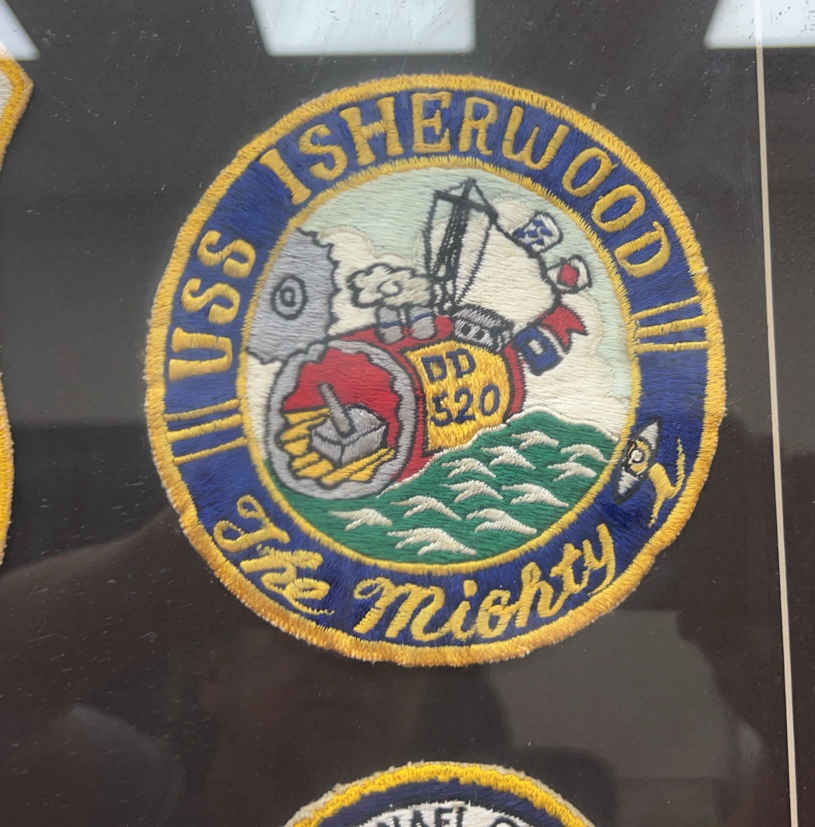 USS ISHERWOOD
DD
520
The Mighty I